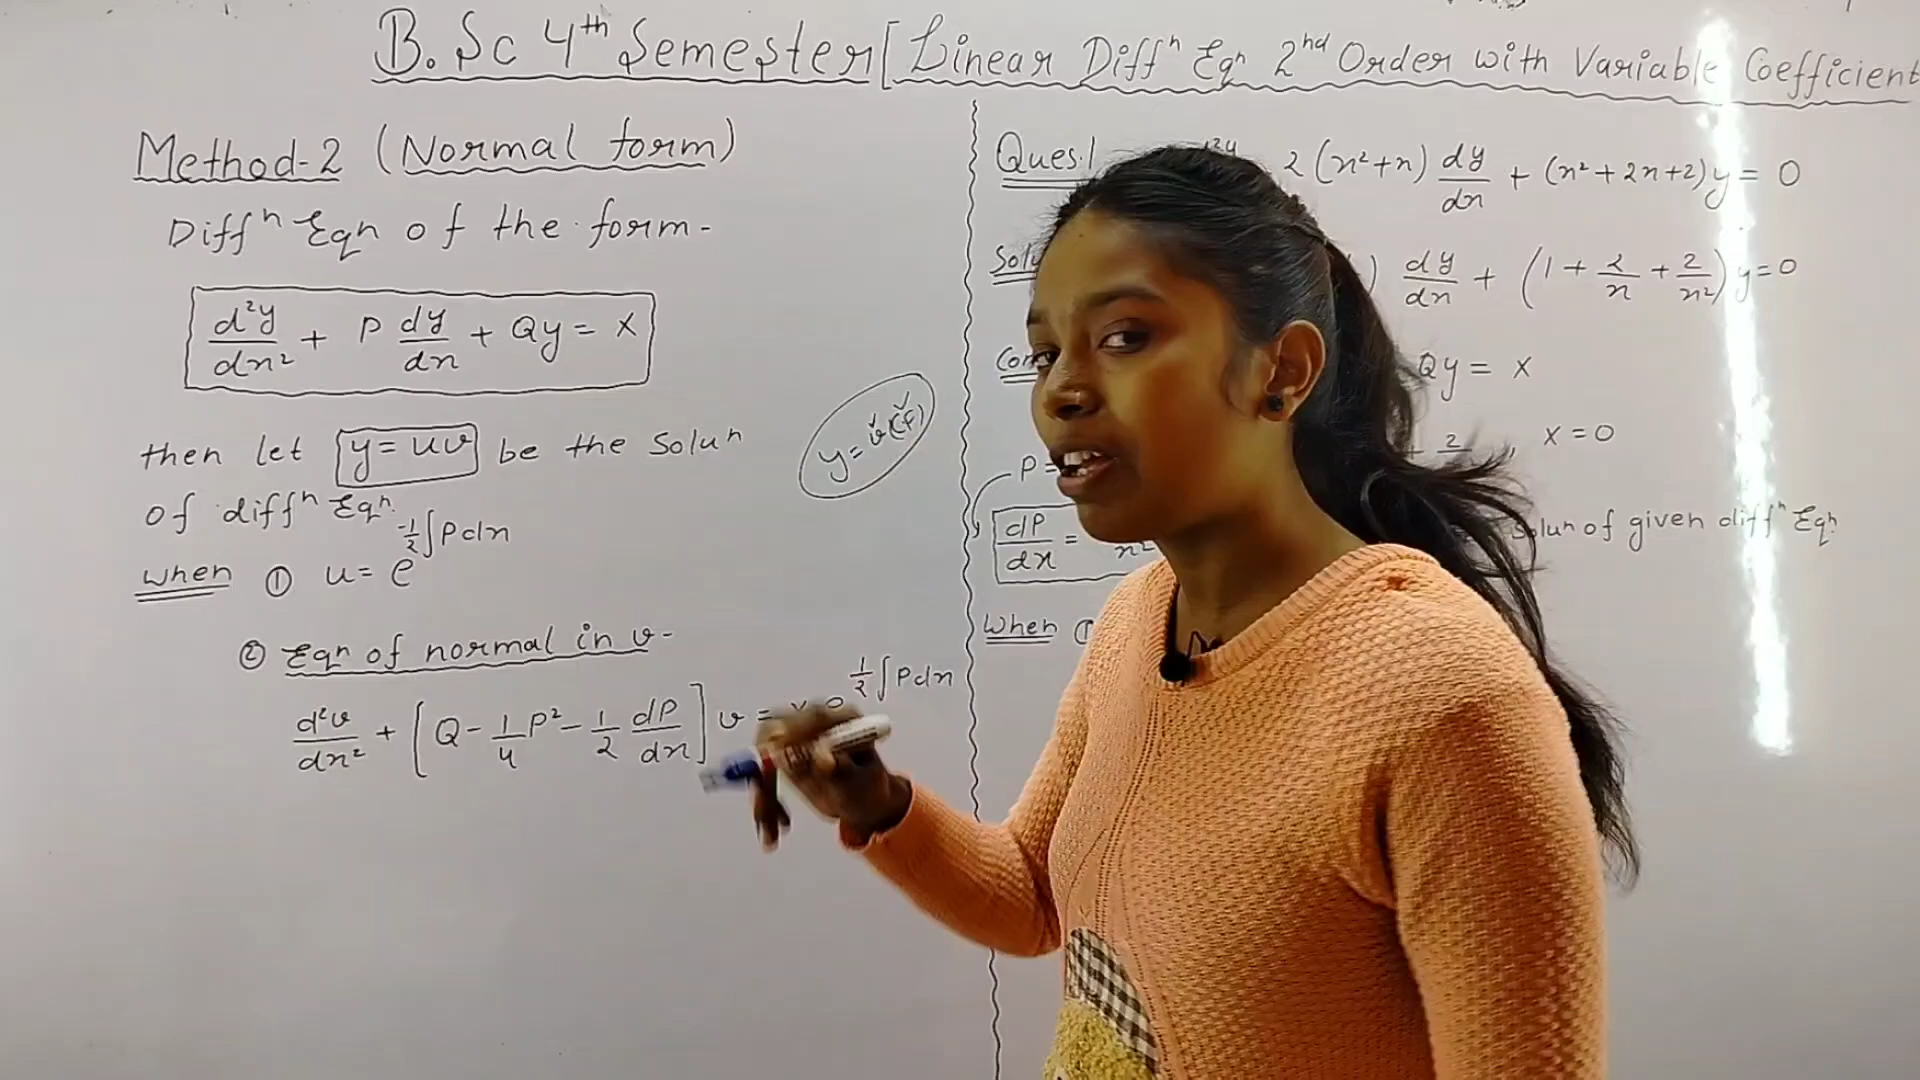 B.Sc 4th Semester [Linear Diffn Eqn 2nd Order with Variable Coefficient
Method-2 (Normal form)
Diffn Eqn of the form-
d²y/dx² + P dy/dx + Qy = X
then let y = uv be the Solun
of diffn Eqn.
y = v(C.F)
When ① u = e^(-1/2 ∫Pdx)
② Eqn of normal in v-
d²v/dx² + [Q - 1/4 P² - 1/2 dP/dx] v = X e^(1/2 ∫Pdx)
Ques.1 2(x²+x) dy/dx + (x²+2x+2)y = 0
Solu dy/dx + (1 + 2/x + 2/x²)y = 0
Qy = X
P = X = 0
dP/dx = Solun of given diffn Eqn.
When ①